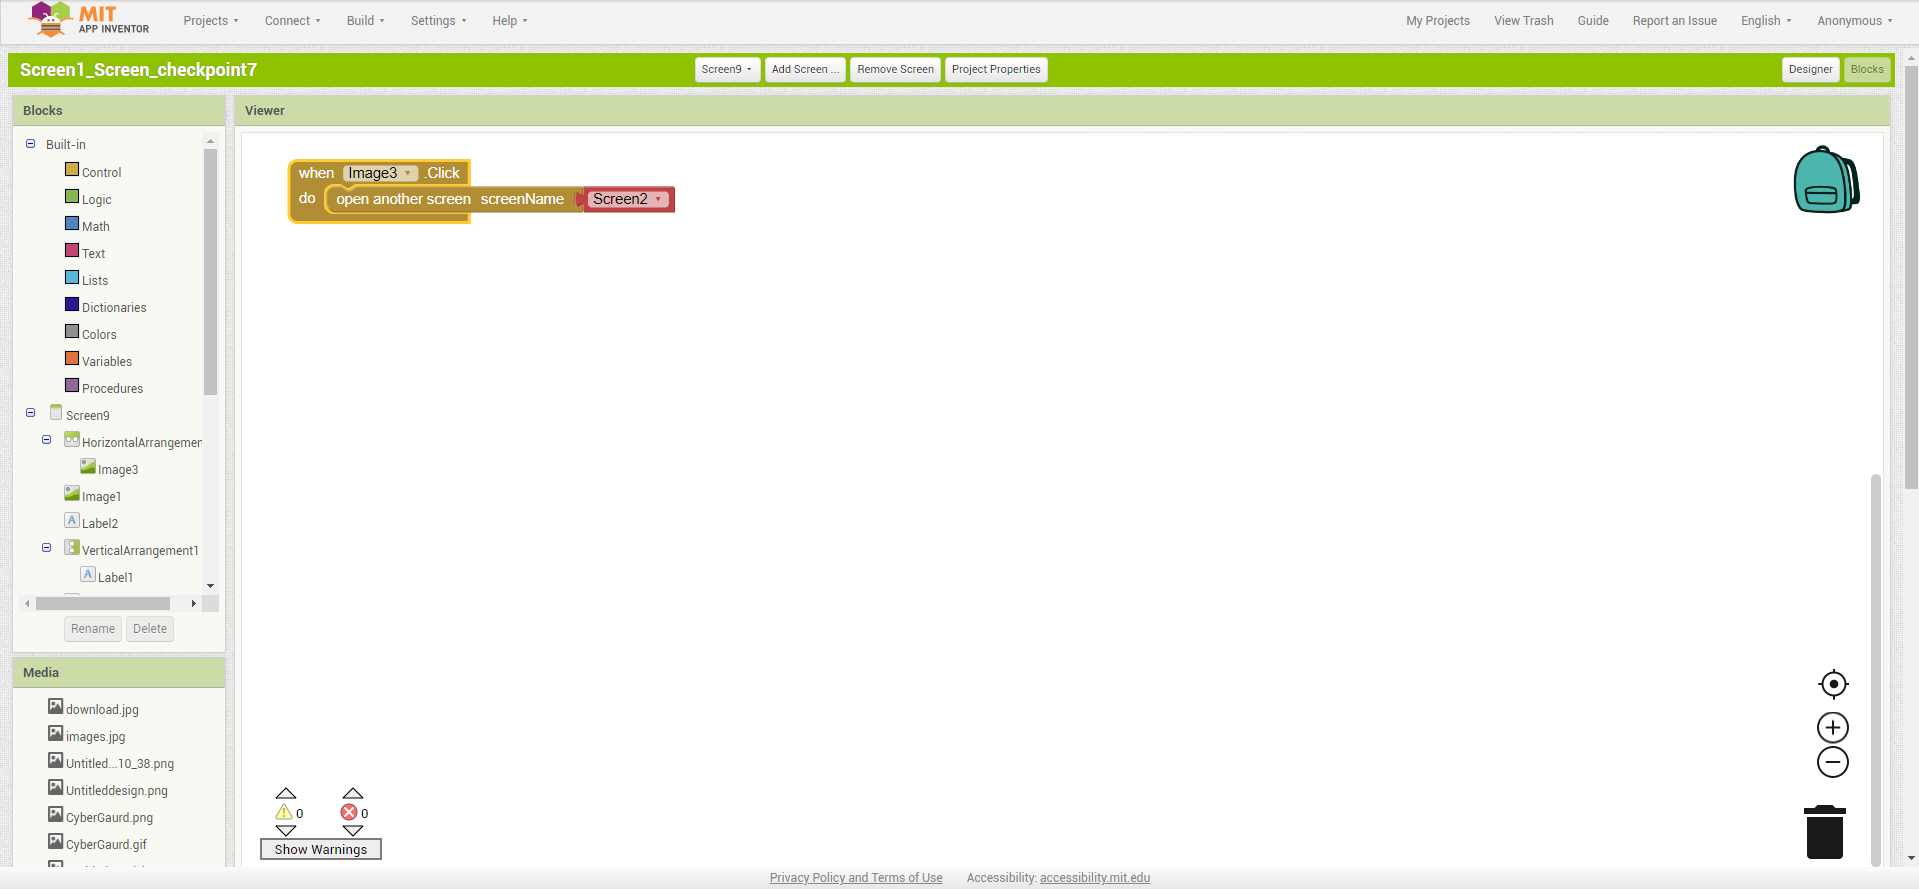 MIT
APP INVENTOR
Projects
Connect
Build
Settings
Help
My Projects
View Trash
Guide
Report an Issue
English
Anonymous
Screen1_Screen_checkpoint7
Screen9
Add Screen ...
Remove Screen
Project Properties
Designer
Blocks
Blocks
Viewer
Built-in
Control
Logic
Math
Text
Lists
Dictionaries
Colors
Variables
Procedures
Screen9
HorizontalArrangemen
Image3
Image1
Label2
VerticalArrangement1
Label1
Rename
Delete
Media
download.jpg
images.jpg
Untitled...10_38.png
Untitleddesign.png
CyberGaurd.png
CyberGaurd.gif
when Image3 .Click
do open another screen screenName Screen2
0
0
Show Warnings
Privacy Policy and Terms of Use
Accessibility: accessibility.mit.edu